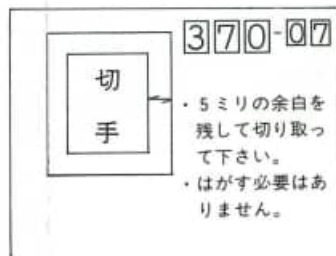 370-07
切
手
・5ミリの余白を
残して切り取っ
て下さい。
・はがす必要はあ
りません。